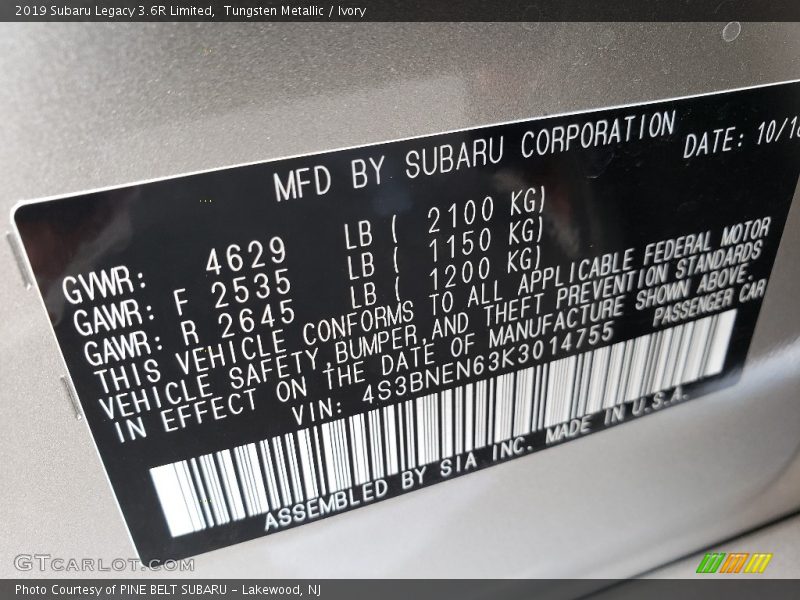 2019 Subaru Legacy 3.6R Limited,  Tungsten Metallic / Ivory
MFD BY SUBARU CORPORATION DATE: 10/18
GVWR: 4629 LB ( 2100 KG)
GAWR: F 2535 LB ( 1150 KG)
GAWR: R 2645 LB ( 1200 KG)
THIS VEHICLE CONFORMS TO ALL APPLICABLE FEDERAL MOTOR
VEHICLE SAFETY,BUMPER,AND THEFT PREVENTION STANDARDS
IN EFFECT ON THE DATE OF MANUFACTURE SHOWN ABOVE.
VIN: 4S3BNEN63K3014755 PASSENGER CAR
ASSEMBLED BY SIA INC. MADE IN U.S.A.
GTCARLOT.COM
Photo Courtesy of PINE BELT SUBARU - Lakewood, NJ